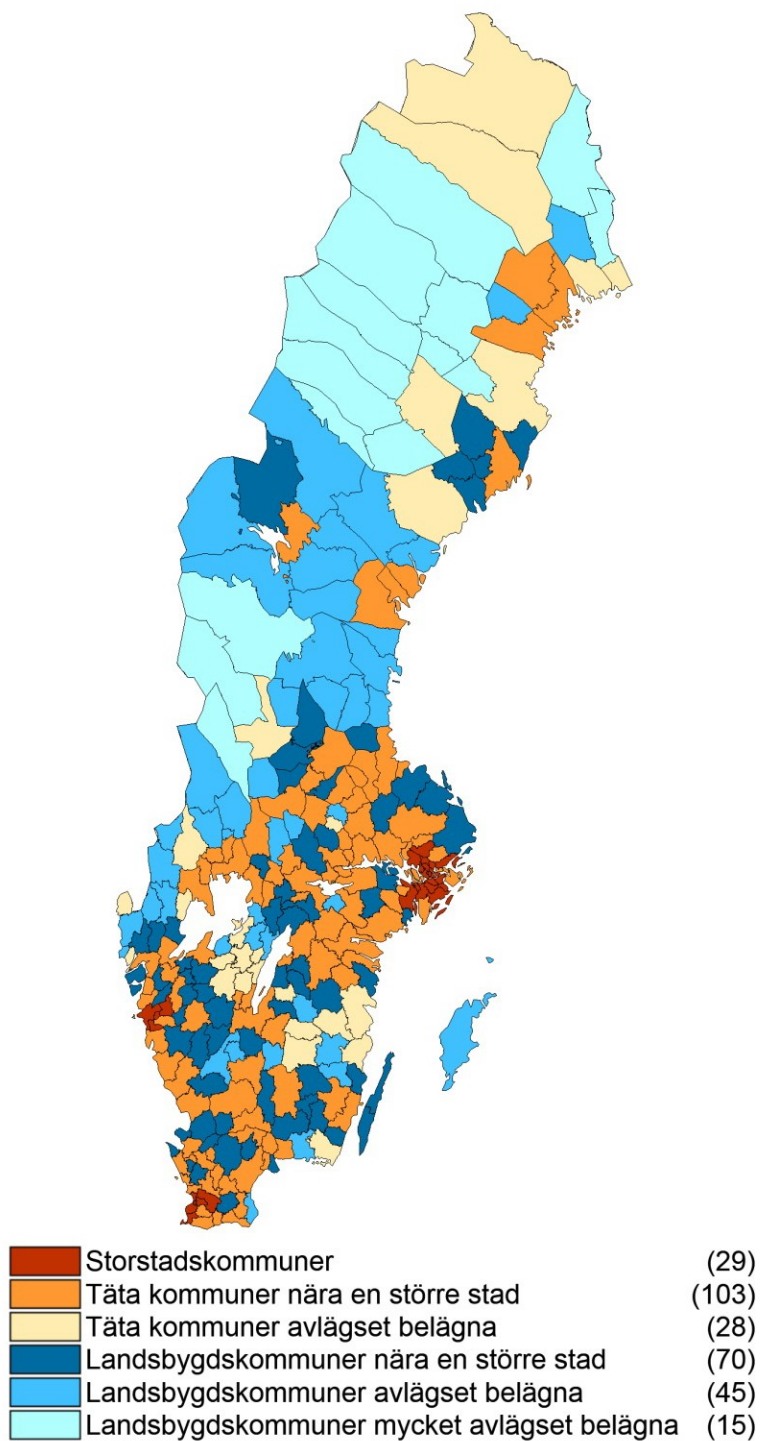 Storstadskommuner (29)
Täta kommuner nära en större stad (103)
Täta kommuner avlägset belägna (28)
Landsbygdskommuner nära en större stad (70)
Landsbygdskommuner avlägset belägna (45)
Landsbygdskommuner mycket avlägset belägna (15)